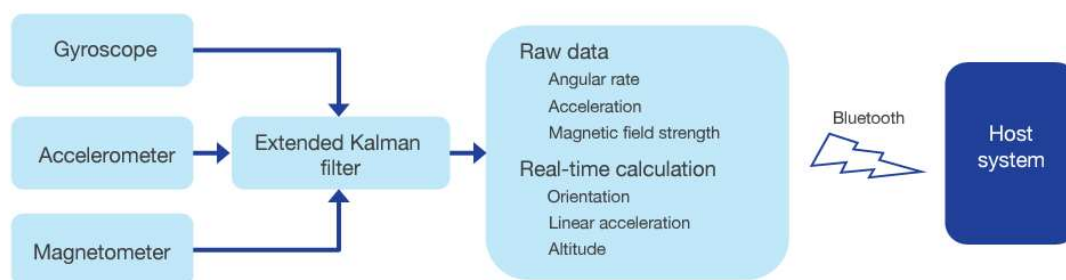 Gyroscope
Accelerometer
Magnetometer
Extended Kalman
filter
Raw data
Angular rate
Acceleration
Magnetic field strength
Real-time calculation
Orientation
Linear acceleration
Altitude
Bluetooth
Host
system